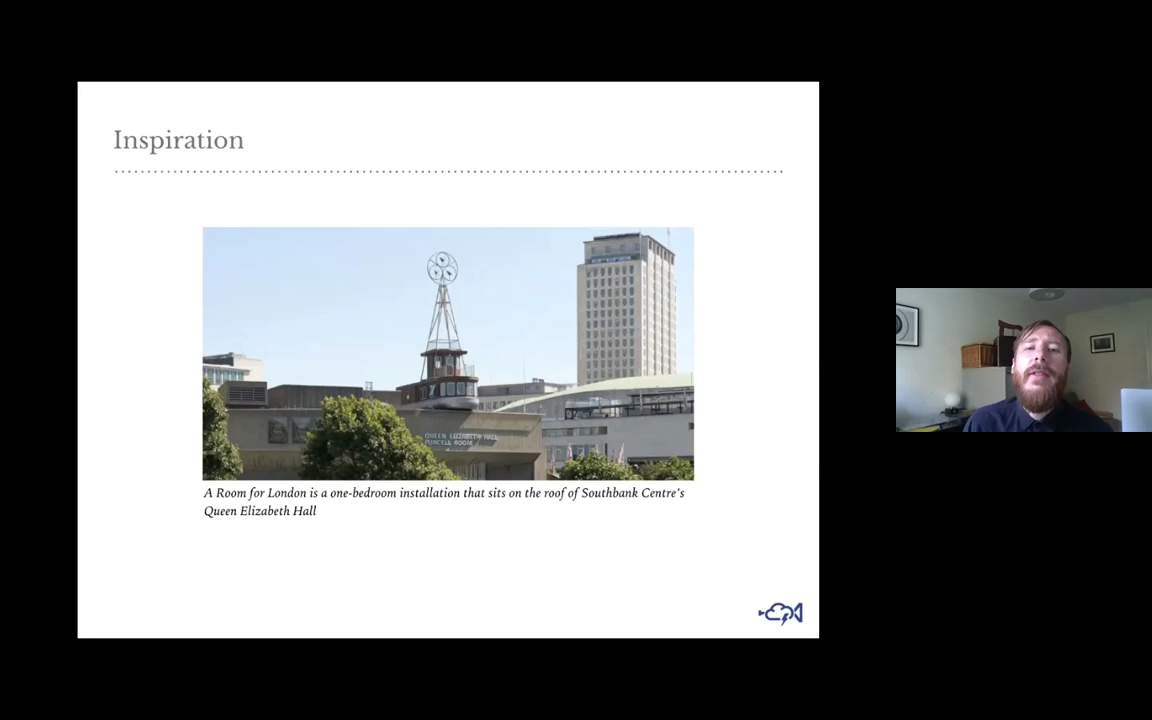 Inspiration
QUEEN ELIZABETH HALL
PURCELL ROOM
A Room for London is a one-bedroom installation that sits on the roof of Southbank Centre's
Queen Elizabeth Hall